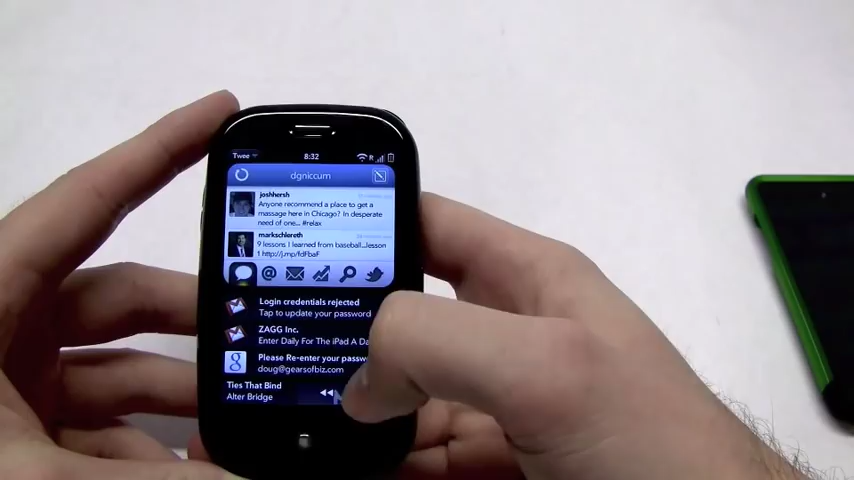 Twee 8:32 R
dgniccum
joshhersh
Anyone recommend a place to get a
massage here in Chicago? In desperate
need of one... #relax
markschlereth
9 lessons I learned from baseball...lesson
1 http://j.mp/fdFbaF
@
Login credentials rejected
Tap to update your password
ZAGG Inc.
Enter Daily For The iPad A Da
g
Please Re-enter your passw
doug@gearsofbiz.com
Ties That Bind
Alter Bridge